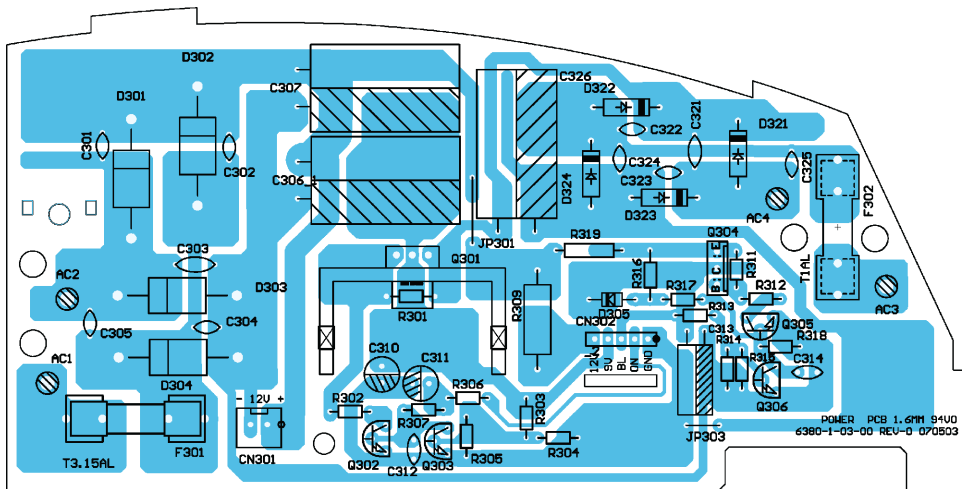 D302
C307
C326
D322
C321
D321
D301
C301
C302
C322
C324
C323
C325
D324
D323
F302
C306
AC4
JP301
R319
Q304
E
C
B
C303
Q301
R316
R311
T1AL
AC2
D303
R317
R312
AC3
R301
R309
D305
R313
C305
C304
CN302
C313
Q305
R318
AC1
C310
C311
12V
9V
BL
ON
GND
R314
R315
C314
D304
R306
- 12V +
R302
R307
R303
Q306
POWER PCB 1.6MM 94V0
6380-1-03-00 REV-0 070503
JP303
F301
CN301
T3.15AL
Q302
C312
Q303
R305
R304